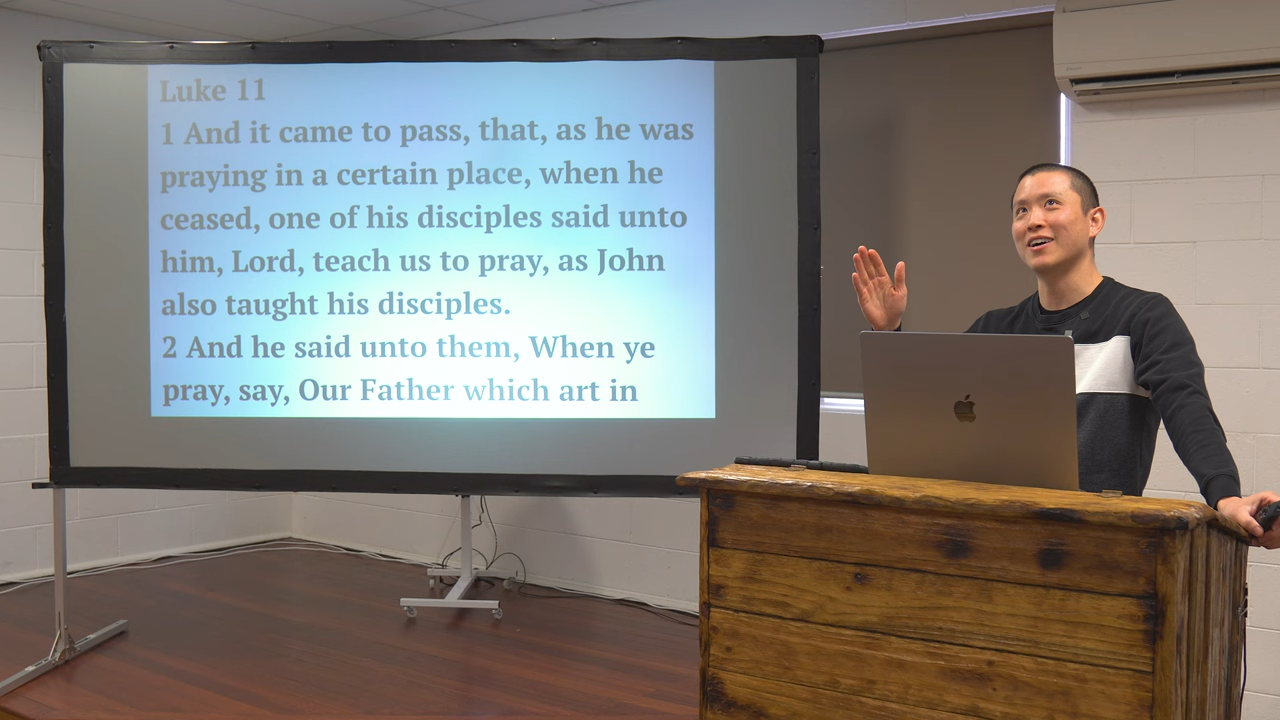 Luke 11
1 And it came to pass, that, as he was
praying in a certain place, when he
ceased, one of his disciples said unto
him, Lord, teach us to pray, as John
also taught his disciples.
2 And he said unto them, When ye
pray, say, Our Father which art in